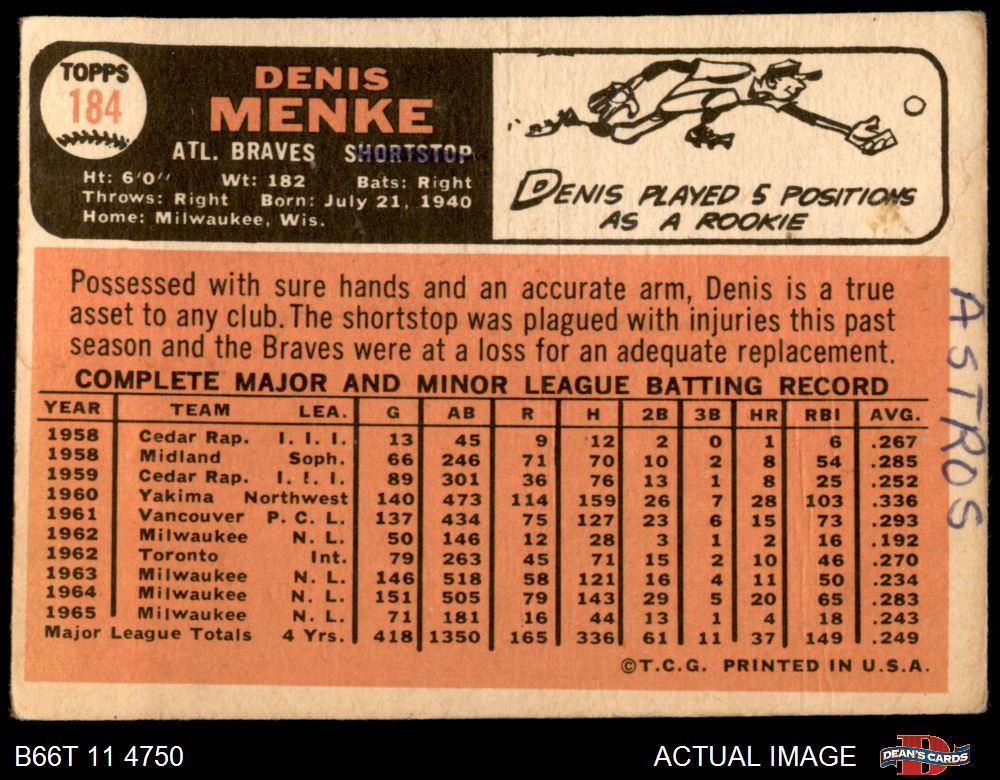 TOPPS
184
DENIS
MENKE
ATL. BRAVES SHORTSTOP
Ht: 6'0" Wt: 182 Bats: Right
Throws: Right Born: July 21, 1940
Home: Milwaukee, Wis.
DENIS PLAYED 5 POSITIONS
AS A ROOKIE
Possessed with sure hands and an accurate arm, Denis is a true
asset to any club. The shortstop was plagued with injuries this past
season and the Braves were at a loss for an adequate replacement.
COMPLETE MAJOR AND MINOR LEAGUE BATTING RECORD
YEAR TEAM LEA. G AB R H 2B 3B HR RBI AVG.
1958 Cedar Rap. I. I. I. 13 45 9 12 2 0 1 6 .267
1958 Midland Soph. 66 246 71 70 10 2 8 54 .285
1959 Cedar Rap. I. I. I. 89 301 36 76 13 1 8 25 .252
1960 Yakima Northwest 140 473 114 159 26 7 28 103 .336
1961 Vancouver P. C. L. 137 434 75 127 23 6 15 73 .293
1962 Milwaukee N. L. 50 146 12 28 3 1 2 16 .192
1962 Toronto Int. 79 263 45 71 15 2 10 46 .270
1963 Milwaukee N. L. 146 518 58 121 16 4 11 50 .234
1964 Milwaukee N. L. 151 505 79 143 29 5 20 65 .283
1965 Milwaukee N. L. 71 181 16 44 13 1 4 18 .243
Major League Totals 4 Yrs. 418 1350 165 336 61 11 37 149 .249
©T.C.G. PRINTED IN U.S.A.
ASTROS
B66T 11 4750
ACTUAL IMAGE
DEAN'S CARDS